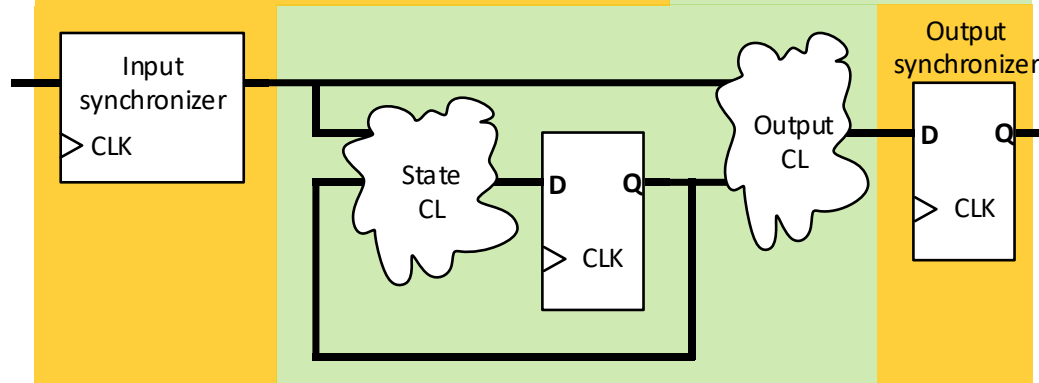 Input
synchronizer
CLK
State
CL
D
Q
CLK
Output
CL
Output
synchronizer
D
Q
CLK